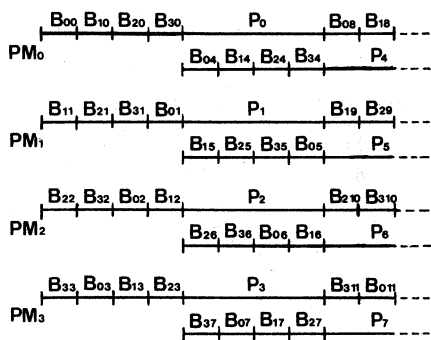 B00 B10 B20 B30 P0 B08 B18
PM0
B04 B14 B24 B34 P4
B11 B21 B31 B01 P1 B19 B29
PM1
B15 B25 B35 B05 P5
B22 B32 B02 B12 P2 B210 B310
PM2
B26 B36 B06 B16 P6
B33 B03 B13 B23 P3 B311 B011
PM3
B37 B07 B17 B27 P7